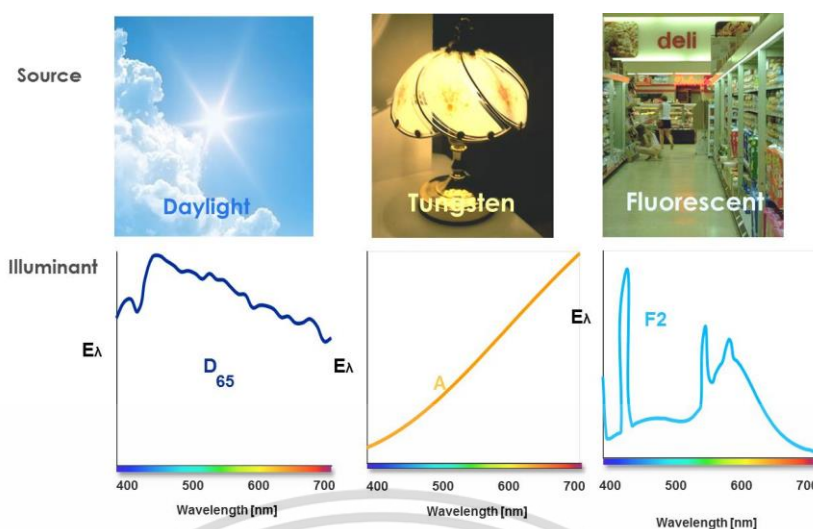 Source
deli
Daylight
Tungsten
Fluorescent
Illuminant
Eλ
D65
Eλ
A
Eλ
F2
400 500 600 700
Wavelength [nm]
400 500 600 700
Wavelength [nm]
400 500 600 700
Wavelength [nm]